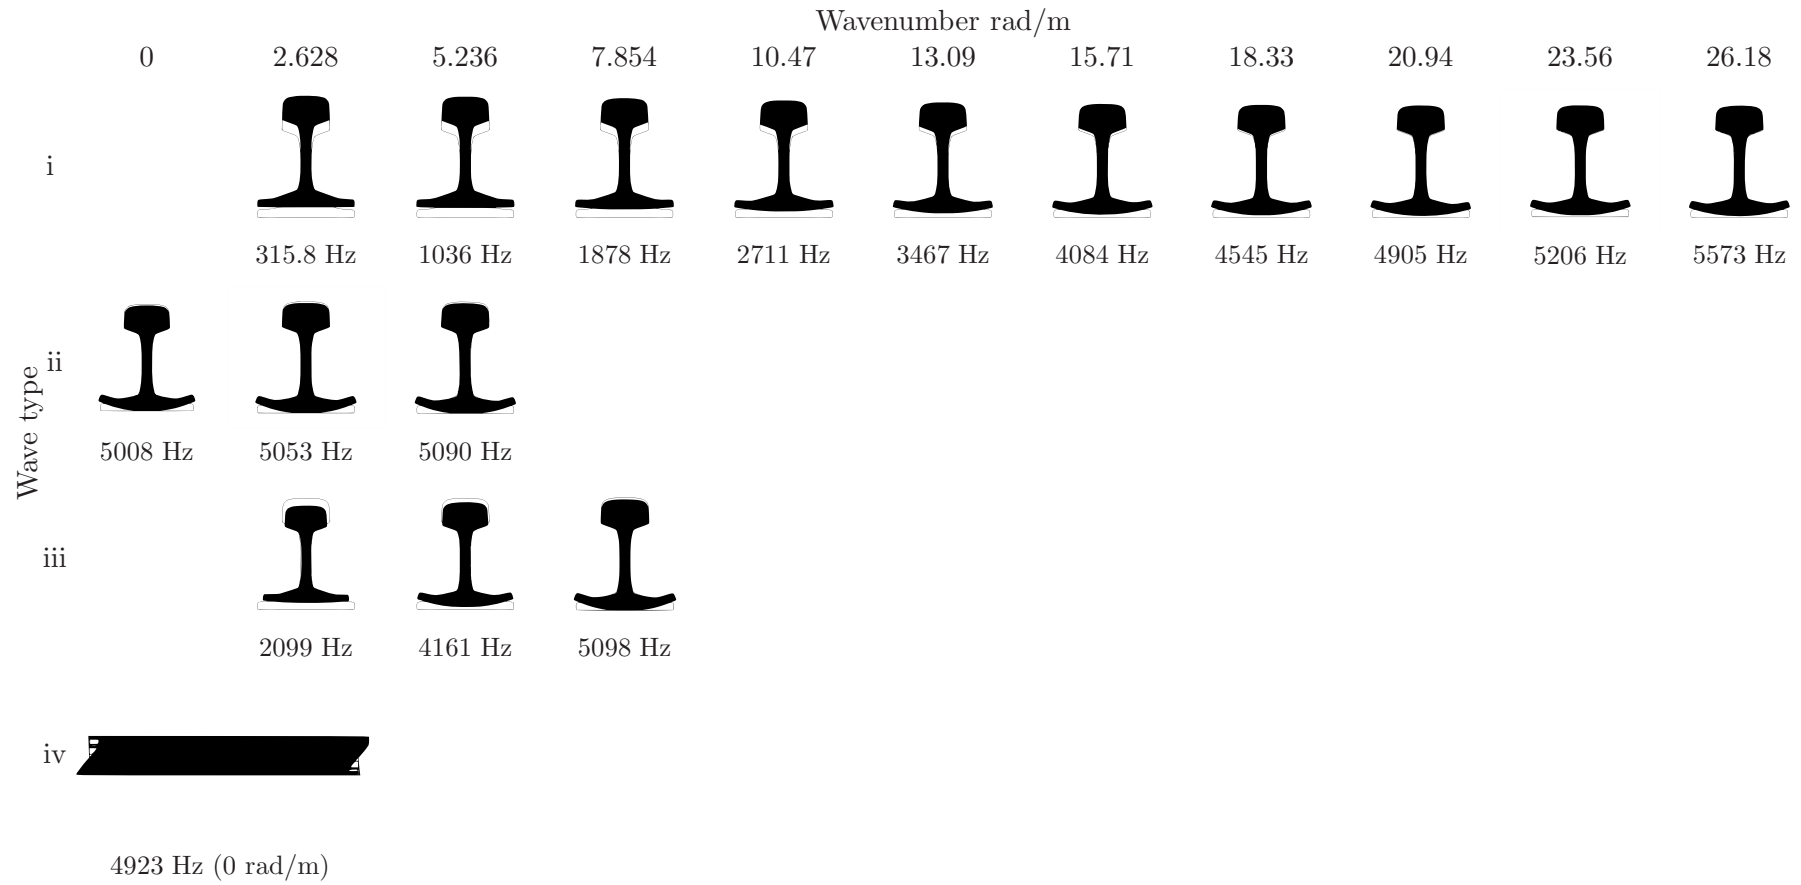 Wavenumber rad/m
0 2.628 5.236 7.854 10.47 13.09 15.71 18.33 20.94 23.56 26.18
i
315.8 Hz 1036 Hz 1878 Hz 2711 Hz 3467 Hz 4084 Hz 4545 Hz 4905 Hz 5206 Hz 5573 Hz
Wave type
ii
5008 Hz 5053 Hz 5090 Hz
iii
2099 Hz 4161 Hz 5098 Hz
iv
4923 Hz (0 rad/m)